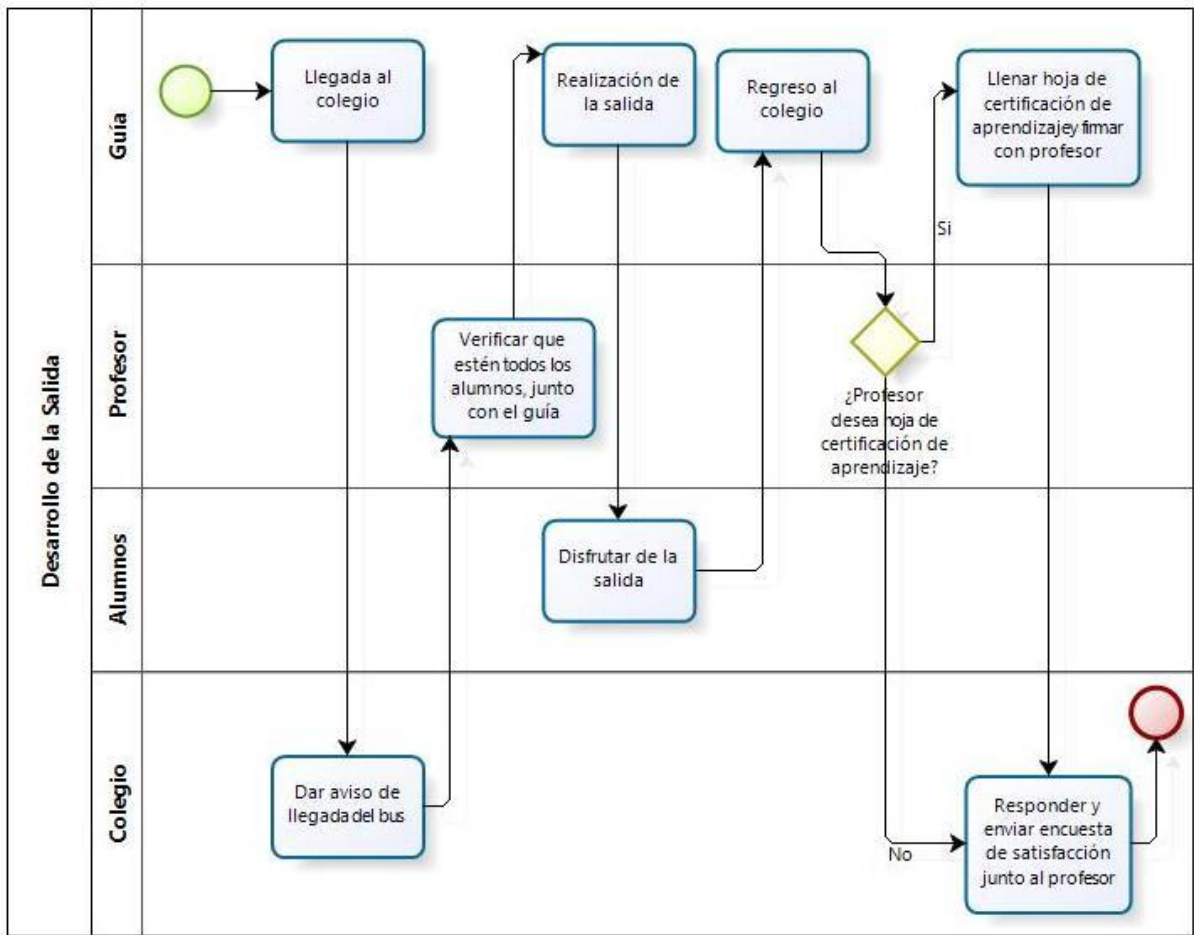 Desarrollo de la Salida
Guía
Llegada al
colegio
Realización de
la salida
Regreso al
colegio
Llenar hoja de
certificación de
aprendizajey firmar
con profesor
Si
Profesor
Verificar que
estén todos los
alumnos, junto
con el guía
¿Profesor
desea hoja de
certificación de
aprendizaje?
Alumnos
Disfrutar de la
salida
Colegio
Dar aviso de
llegada del bus
No
Responder y
enviar encuesta
de satisfacción
junto al profesor